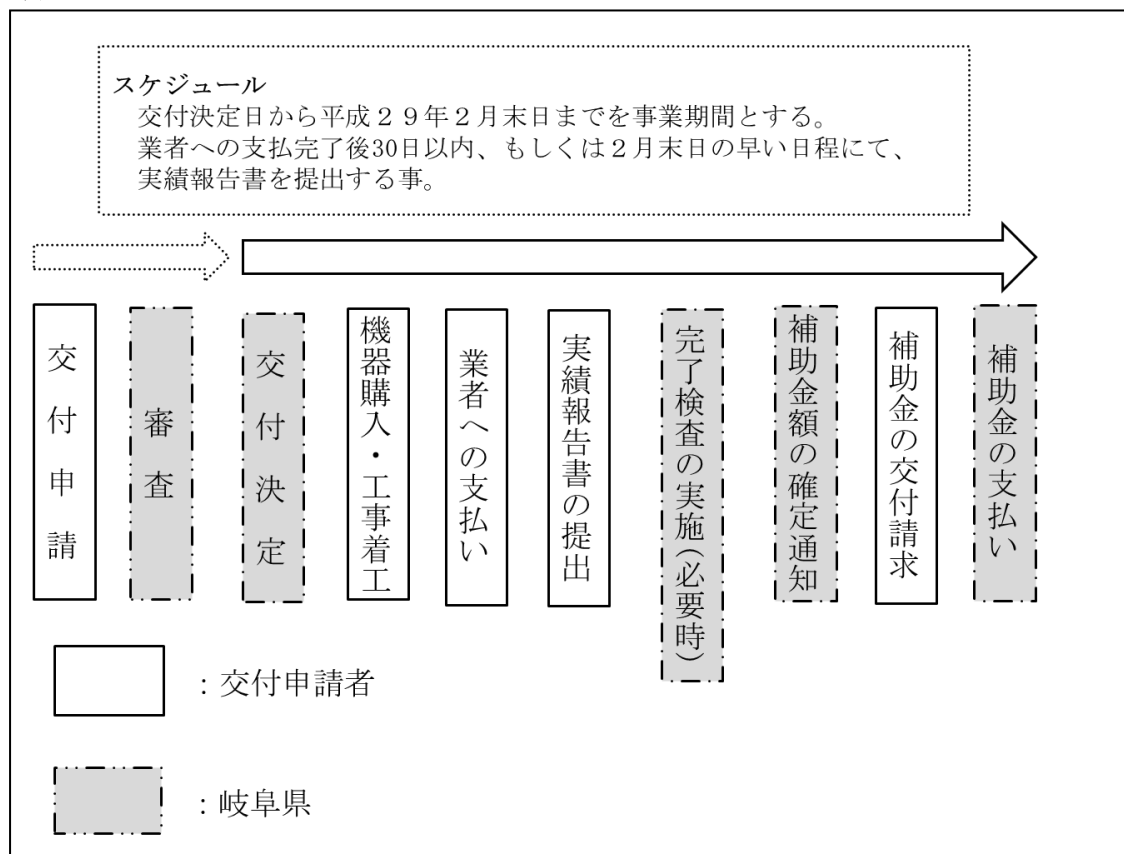 スケジュール
交付決定日から平成２９年２月末日までを事業期間とする。
業者への支払完了後30日以内、もしくは２月末日の早い日程にて、
実績報告書を提出する事。
交付申請
審査
交付決定
機器購入・工事着工
業者への支払い
実績報告書の提出
完了検査の実施（必要時）
補助金額の確定通知
補助金の交付請求
補助金の支払い
：交付申請者
：岐阜県